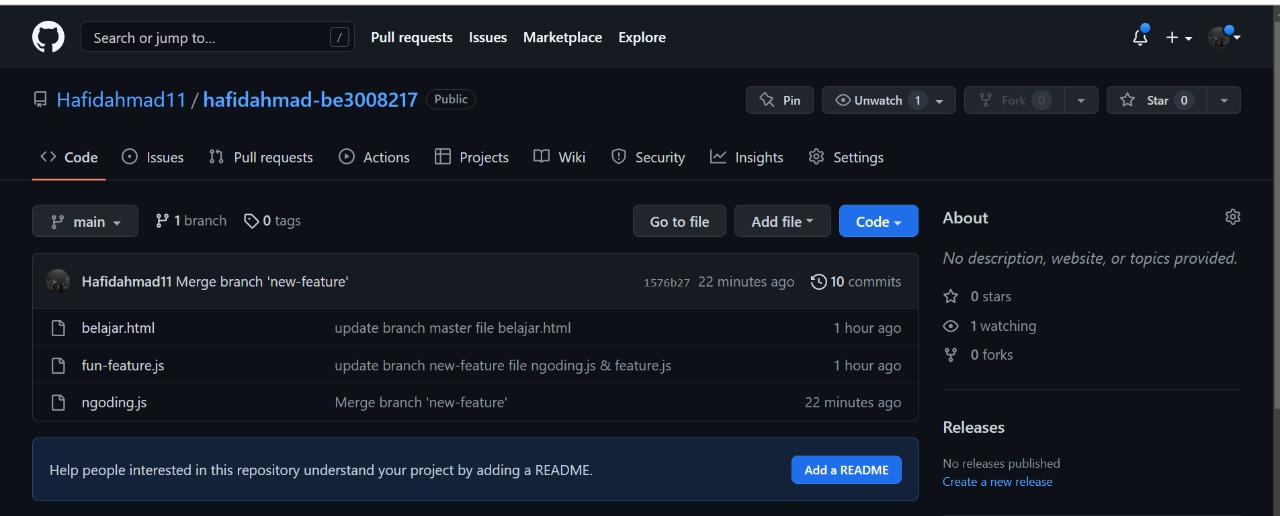 Search or jump to... / Pull requests Issues Marketplace Explore
Hafidahmad11 / hafidahmad-be3008217 Public Pin Unwatch 1 Fork 0 Star 0
Code Issues Pull requests Actions Projects Wiki Security Insights Settings
main 1 branch 0 tags Go to file Add file Code
Hafidahmad11 Merge branch 'new-feature' 1576b27 22 minutes ago 10 commits
belajar.html update branch master file belajar.html 1 hour ago
fun-feature.js update branch new-feature file ngoding.js & feature.js 1 hour ago
ngoding.js Merge branch 'new-feature' 22 minutes ago
Help people interested in this repository understand your project by adding a README. Add a README
About
No description, website, or topics provided.
0 stars
1 watching
0 forks
Releases
No releases published
Create a new release